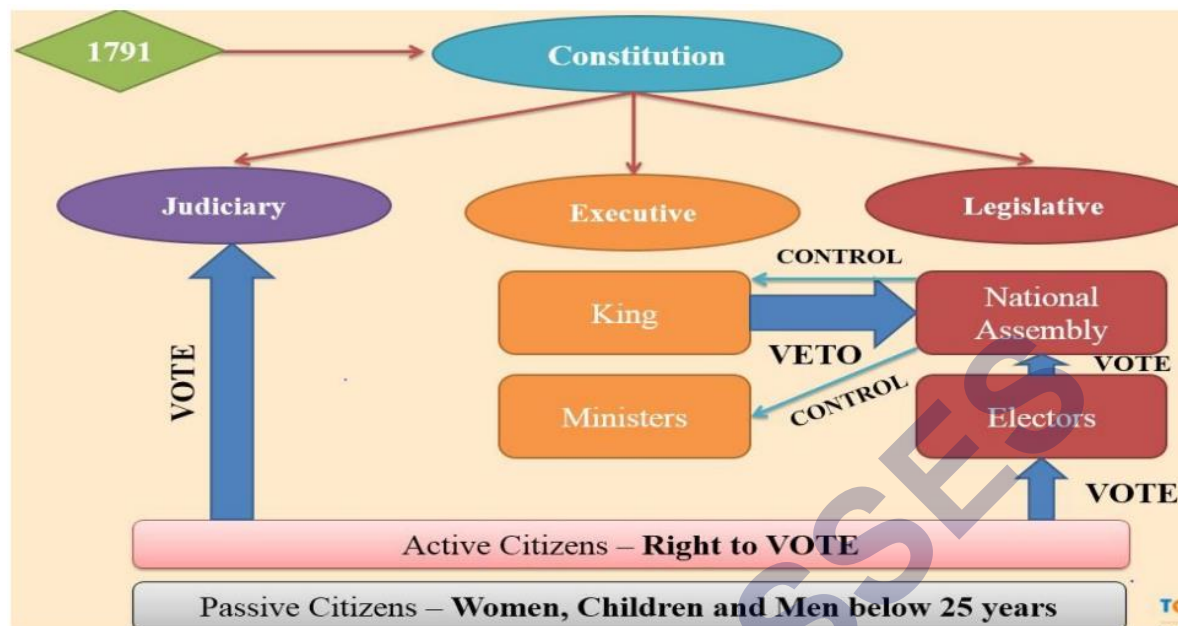 1791
Constitution
Judiciary
Executive
Legislative
CONTROL
King
National
Assembly
VETO
VOTE
VOTE
Ministers
CONTROL
Electors
VOTE
Active Citizens – Right to VOTE
Passive Citizens – Women, Children and Men below 25 years
SSES